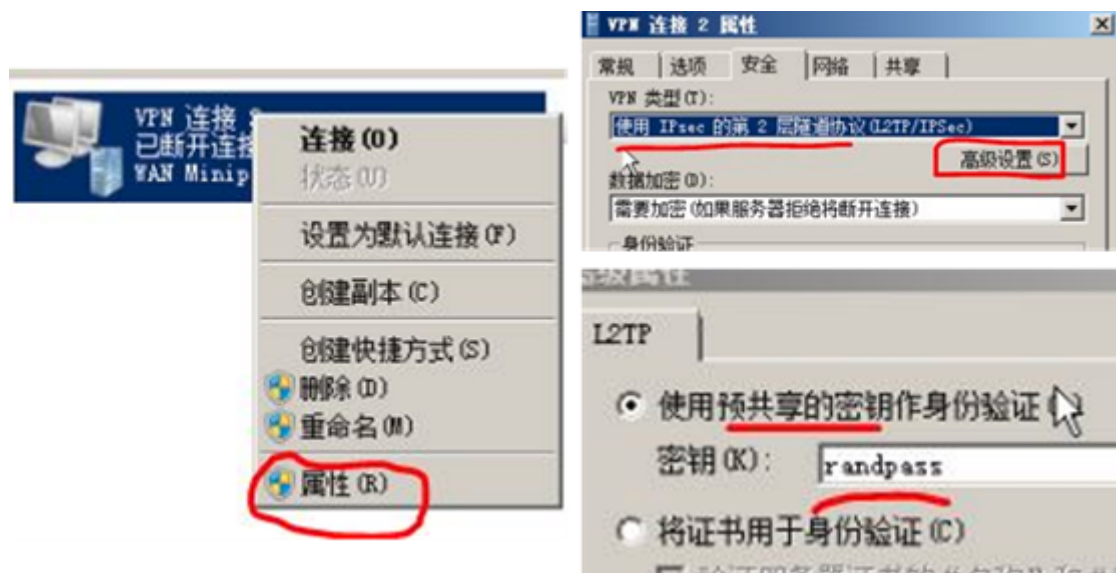 VPN 连接 2
已断开连接
WAN Minip
连接(O)
状态(U)
设置为默认连接(F)
创建副本(C)
创建快捷方式(S)
删除(D)
重命名(M)
属性(R)
VPN 连接 2 属性
常规 选项 安全 网络 共享
VPN 类型(T):
使用 IPsec 的第 2 层隧道协议(L2TP/IPSec)
高级设置(S)
数据加密(D):
需要加密(如果服务器拒绝将断开连接)
身份验证
高级属性
L2TP
使用预共享的密钥作身份验证
密钥(K): randpass
将证书用于身份验证(C)